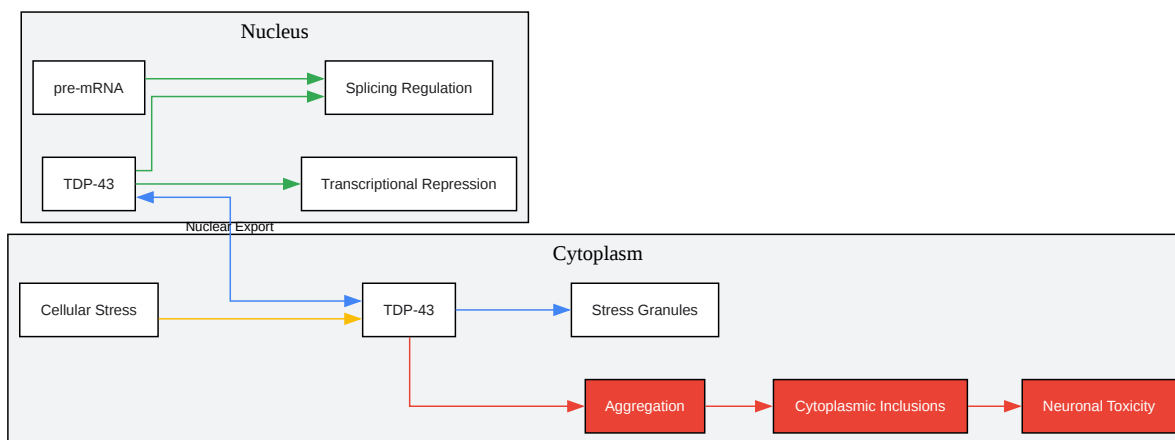 Nucleus
pre-mRNA
Splicing Regulation
TDP-43
Transcriptional Repression
Nuclear Export
Cytoplasm
Cellular Stress
TDP-43
Stress Granules
Aggregation
Cytoplasmic Inclusions
Neuronal Toxicity